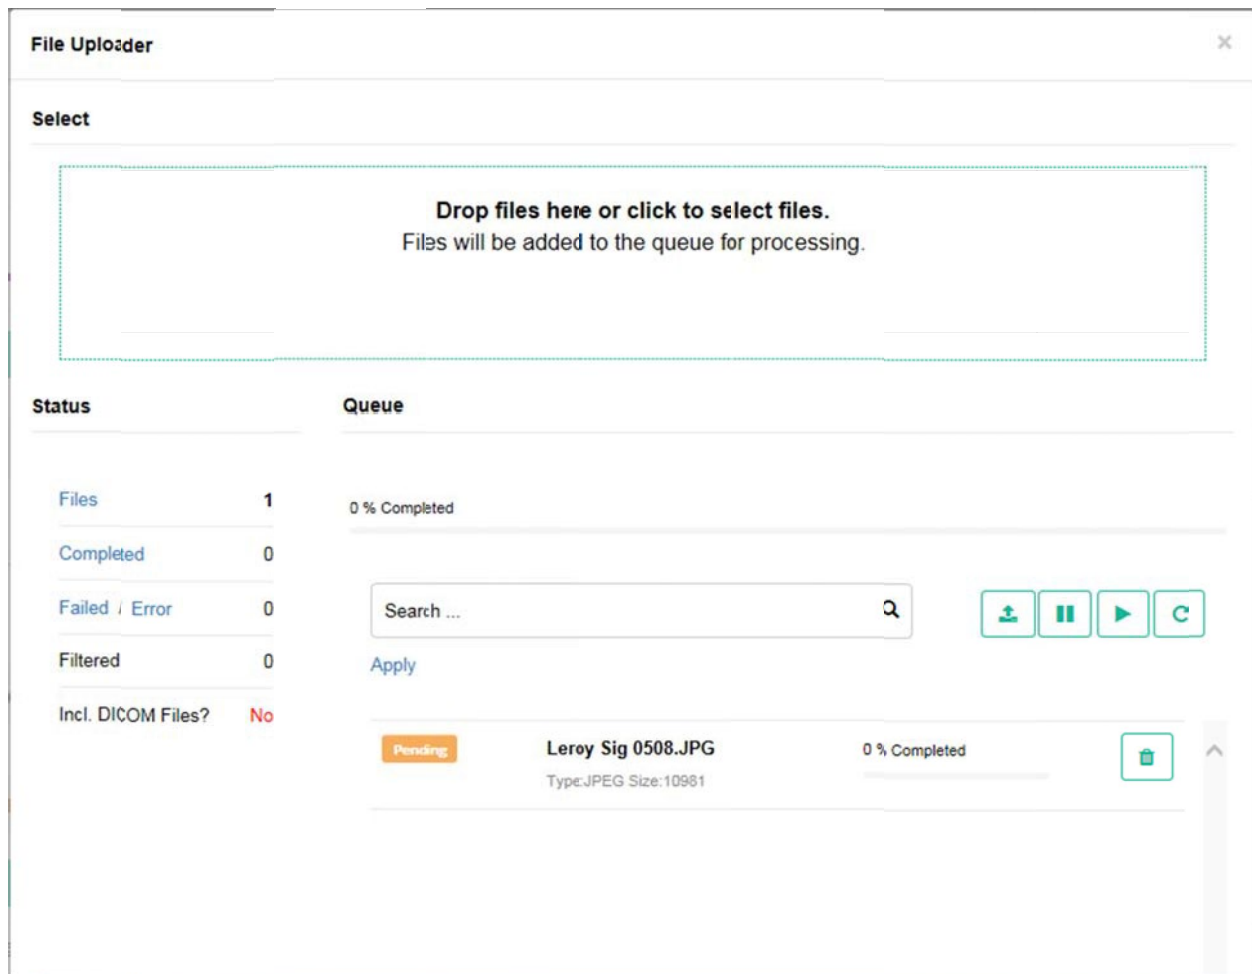 File Uploader ×
Select
Drop files here or click to select files.
Files will be added to the queue for processing.
Status
Queue
Files 1
Completed 0
Failed / Error 0
Filtered 0
Incl. DICOM Files? No
0 % Completed
Search ...
Apply
Pending
Leroy Sig 0508.JPG
Type:JPEG Size:10981
0 % Completed